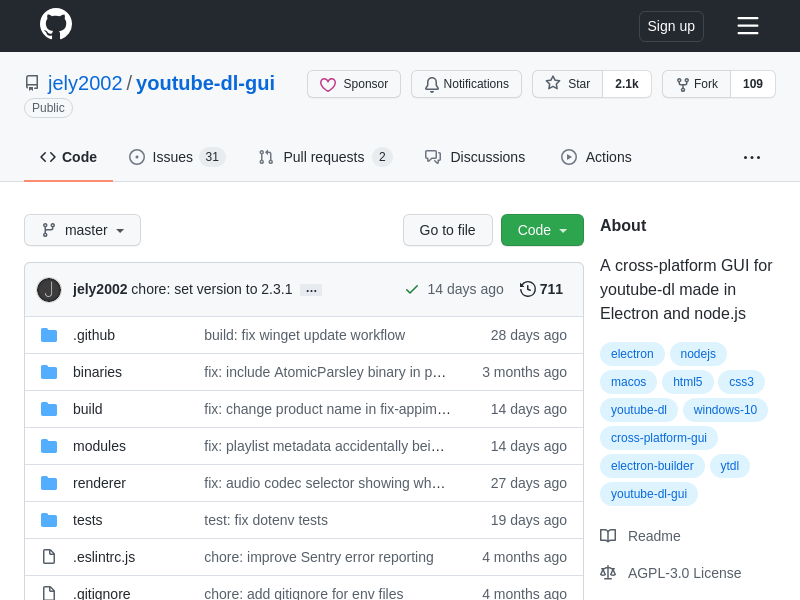 Sign up
jely2002 / youtube-dl-gui
Public
Sponsor
Notifications
Star 2.1k
Fork 109
Code
Issues 31
Pull requests 2
Discussions
Actions
master
Go to file
Code
jely2002 chore: set version to 2.3.1 … 14 days ago 711
.github build: fix winget update workflow 28 days ago
binaries fix: include AtomicParsley binary in p… 3 months ago
build fix: change product name in fix-appim… 14 days ago
modules fix: playlist metadata accidentally bei… 14 days ago
renderer fix: audio codec selector showing wh… 27 days ago
tests test: fix dotenv tests 19 days ago
.eslintrc.js chore: improve Sentry error reporting 4 months ago
.gitignore chore: add gitignore for env files 4 months ago
About
A cross-platform GUI for
youtube-dl made in
Electron and node.js
electron nodejs
macos html5 css3
youtube-dl windows-10
cross-platform-gui
electron-builder ytdl
youtube-dl-gui
Readme
AGPL-3.0 License